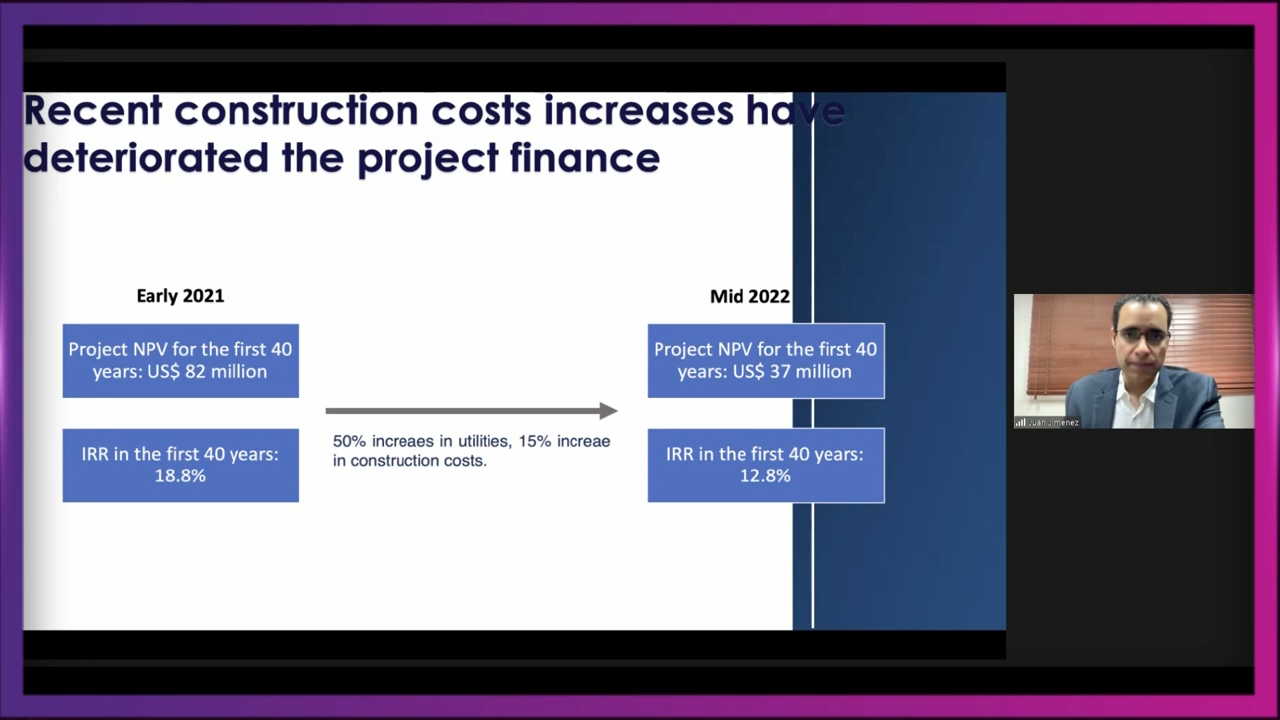 Recent construction costs increases have
deteriorated the project finance
Early 2021
Mid 2022
Project NPV for the first 40
years: US$ 82 million
Project NPV for the first 40
years: US$ 37 million
50% increaes in utilities, 15% increae
in construction costs.
IRR in the first 40 years:
18.8%
IRR in the first 40 years:
12.8%
Juan Jimenez